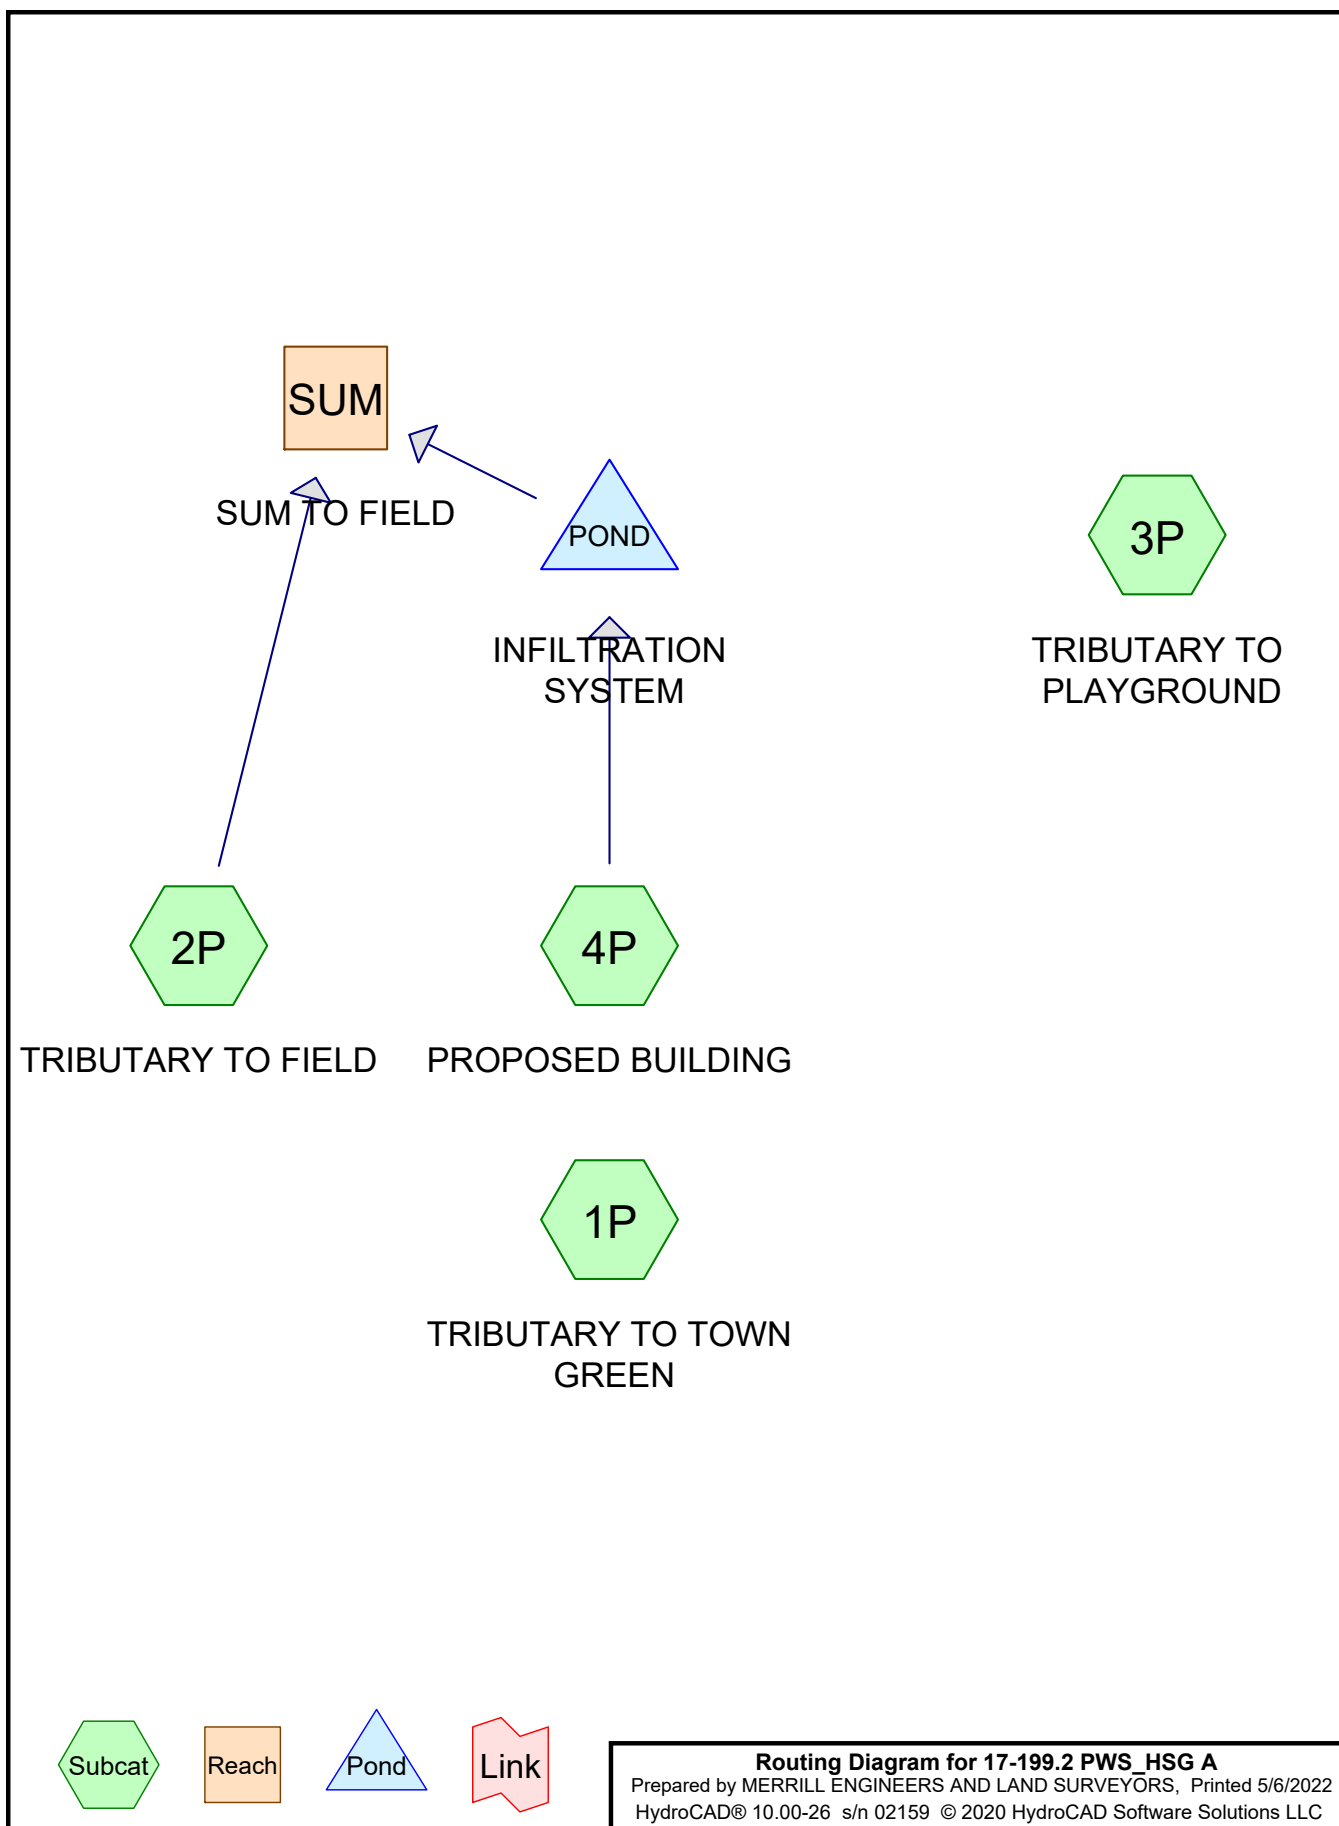 SUM
SUM TO FIELD
POND
INFILTRATION
SYSTEM
3P
TRIBUTARY TO
PLAYGROUND
2P
TRIBUTARY TO FIELD
4P
PROPOSED BUILDING
1P
TRIBUTARY TO TOWN
GREEN
Subcat
Reach
Pond
Link
Routing Diagram for 17-199.2 PWS_HSG A
Prepared by MERRILL ENGINEERS AND LAND SURVEYORS, Printed 5/6/2022
HydroCAD® 10.00-26 s/n 02159 © 2020 HydroCAD Software Solutions LLC